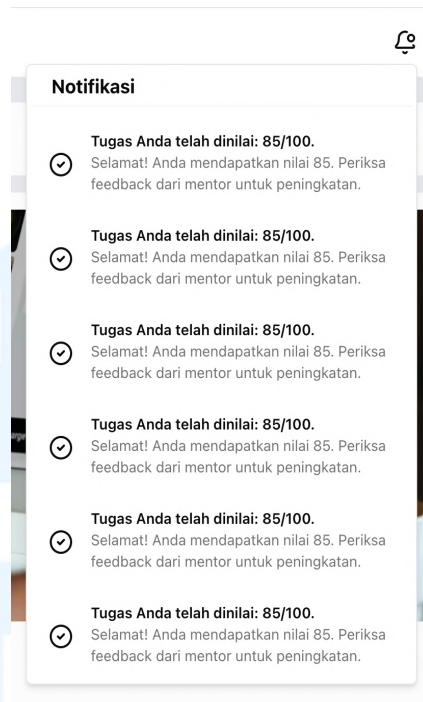 Notifikasi
Tugas Anda telah dinilai: 85/100.
Selamat! Anda mendapatkan nilai 85. Periksa
feedback dari mentor untuk peningkatan.
Tugas Anda telah dinilai: 85/100.
Selamat! Anda mendapatkan nilai 85. Periksa
feedback dari mentor untuk peningkatan.
Tugas Anda telah dinilai: 85/100.
Selamat! Anda mendapatkan nilai 85. Periksa
feedback dari mentor untuk peningkatan.
Tugas Anda telah dinilai: 85/100.
Selamat! Anda mendapatkan nilai 85. Periksa
feedback dari mentor untuk peningkatan.
Tugas Anda telah dinilai: 85/100.
Selamat! Anda mendapatkan nilai 85. Periksa
feedback dari mentor untuk peningkatan.
Tugas Anda telah dinilai: 85/100.
Selamat! Anda mendapatkan nilai 85. Periksa
feedback dari mentor untuk peningkatan.